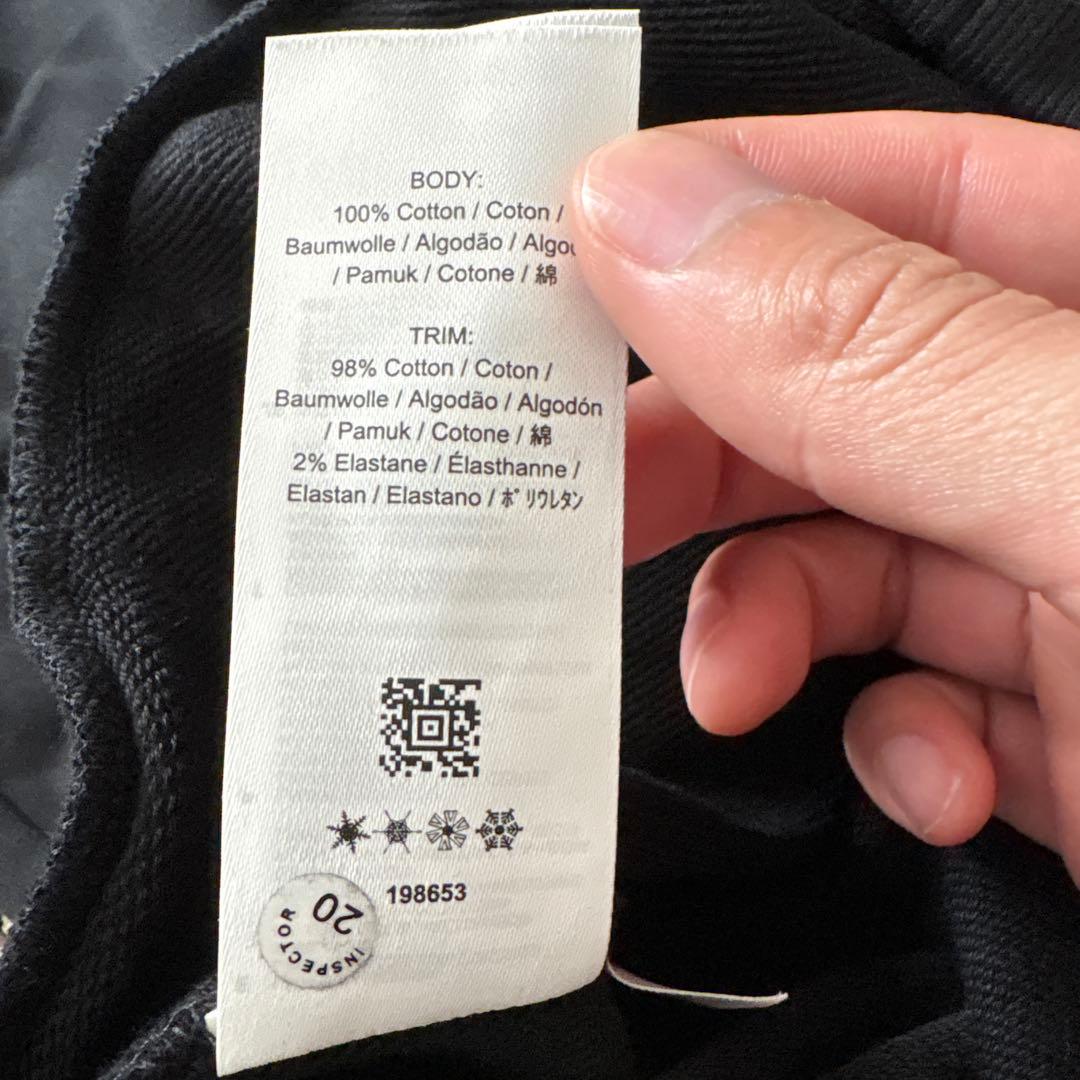 BODY:
100% Cotton / Coton /
Baumwolle / Algodão /
/ Pamuk / Cotone / 綿
TRIM:
98% Cotton / Coton /
Baumwolle / Algodão / Algodón
/ Pamuk / Cotone / 綿
2% Elastane / Élasthanne /
Elastan / Elastano / ポリウレタン
198653
20
INSPECTOR